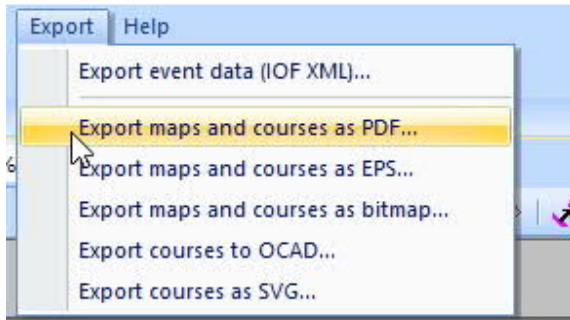 Export Help
Export event data (IOF XML)...
Export maps and courses as PDF...
Export maps and courses as EPS...
Export maps and courses as bitmap...
Export courses to OCAD...
Export courses as SVG...
%